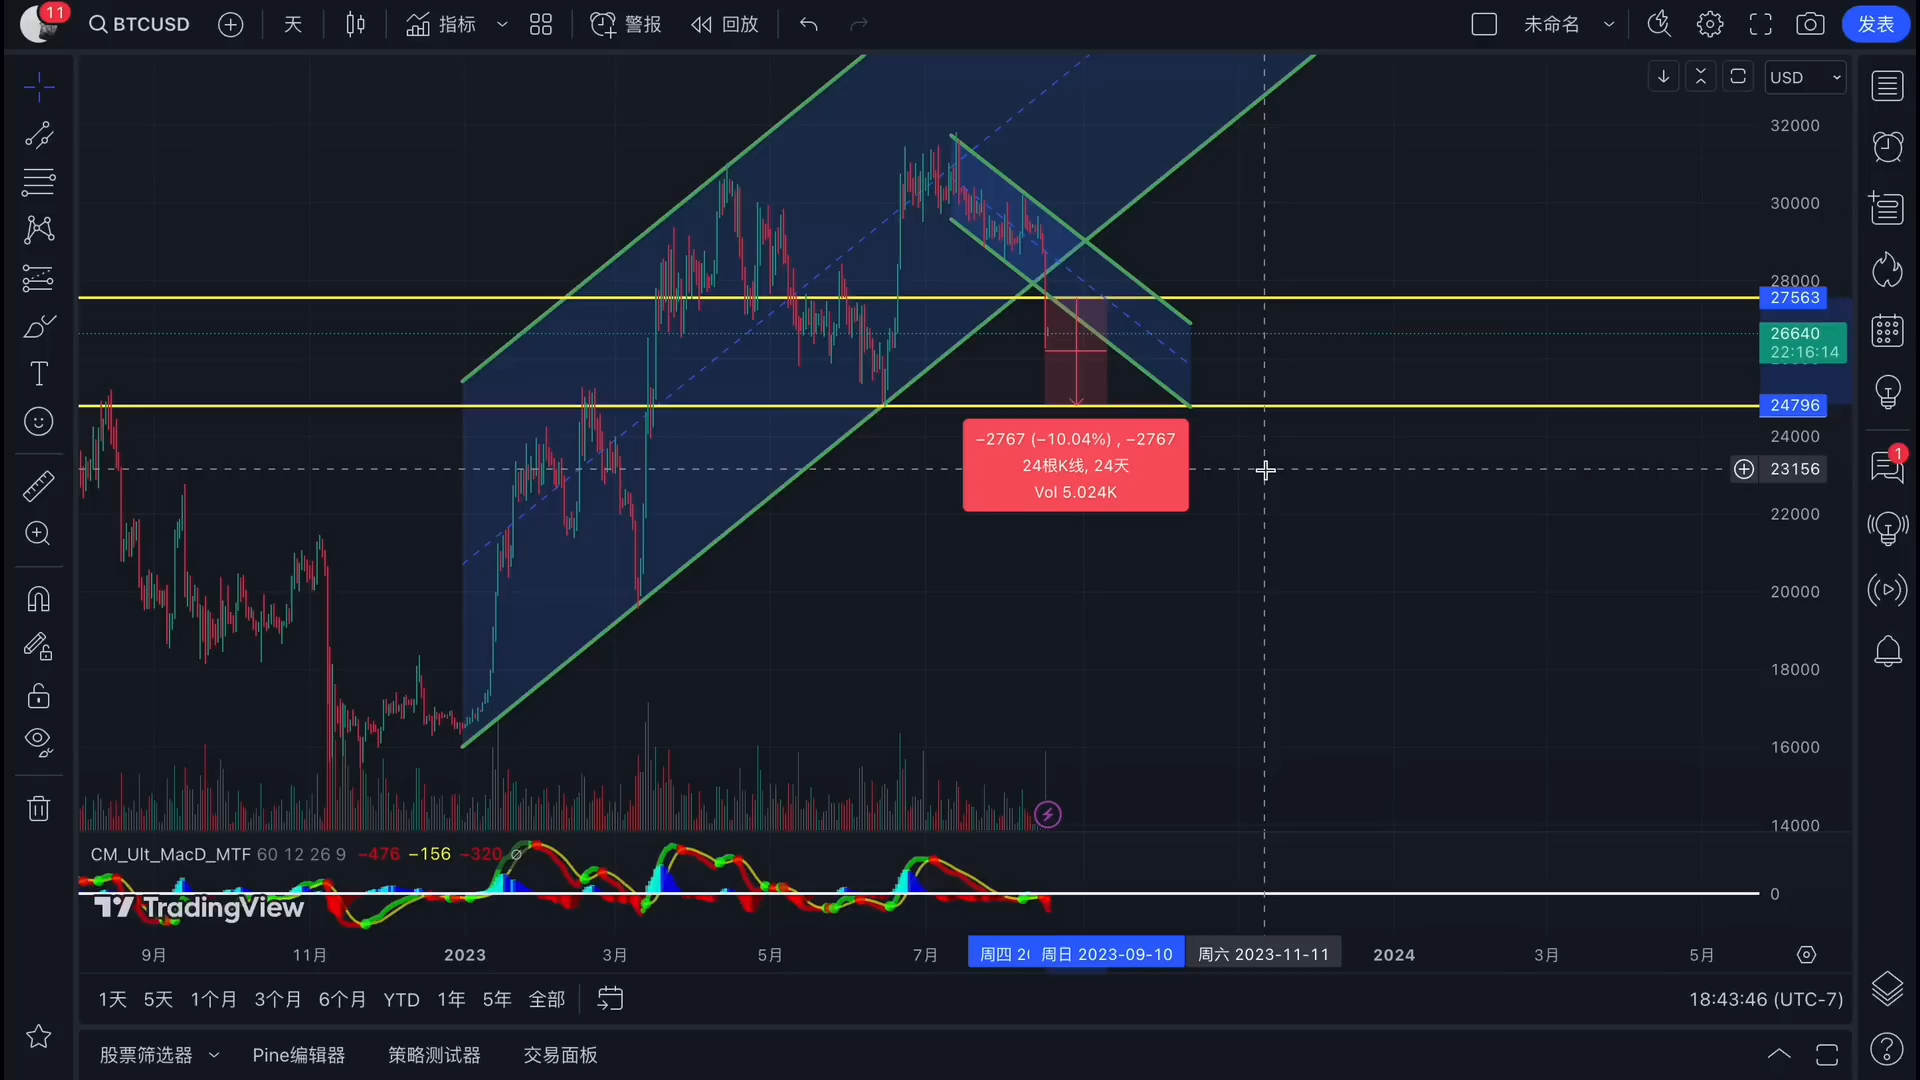 11
BTCUSD
天
指标
警报
回放
未命名
发表
USD
32000
30000
28000
27563
26640
22:16:14
24796
24000
−2767 (−10.04%) , −2767
24根K线, 24天
Vol 5.024K
23156
1
22000
20000
18000
16000
14000
CM_Ult_MacD_MTF 60 12 26 9 −476 −156 −320 ∅
0
TradingView
9月 11月 2023 3月 5月 7月 周四 20 周日 2023-09-10 周六 2023-11-11 2024 3月 5月
1天 5天 1个月 3个月 6个月 YTD 1年 5年 全部
18:43:46 (UTC-7)
股票筛选器 Pine编辑器 策略测试器 交易面板